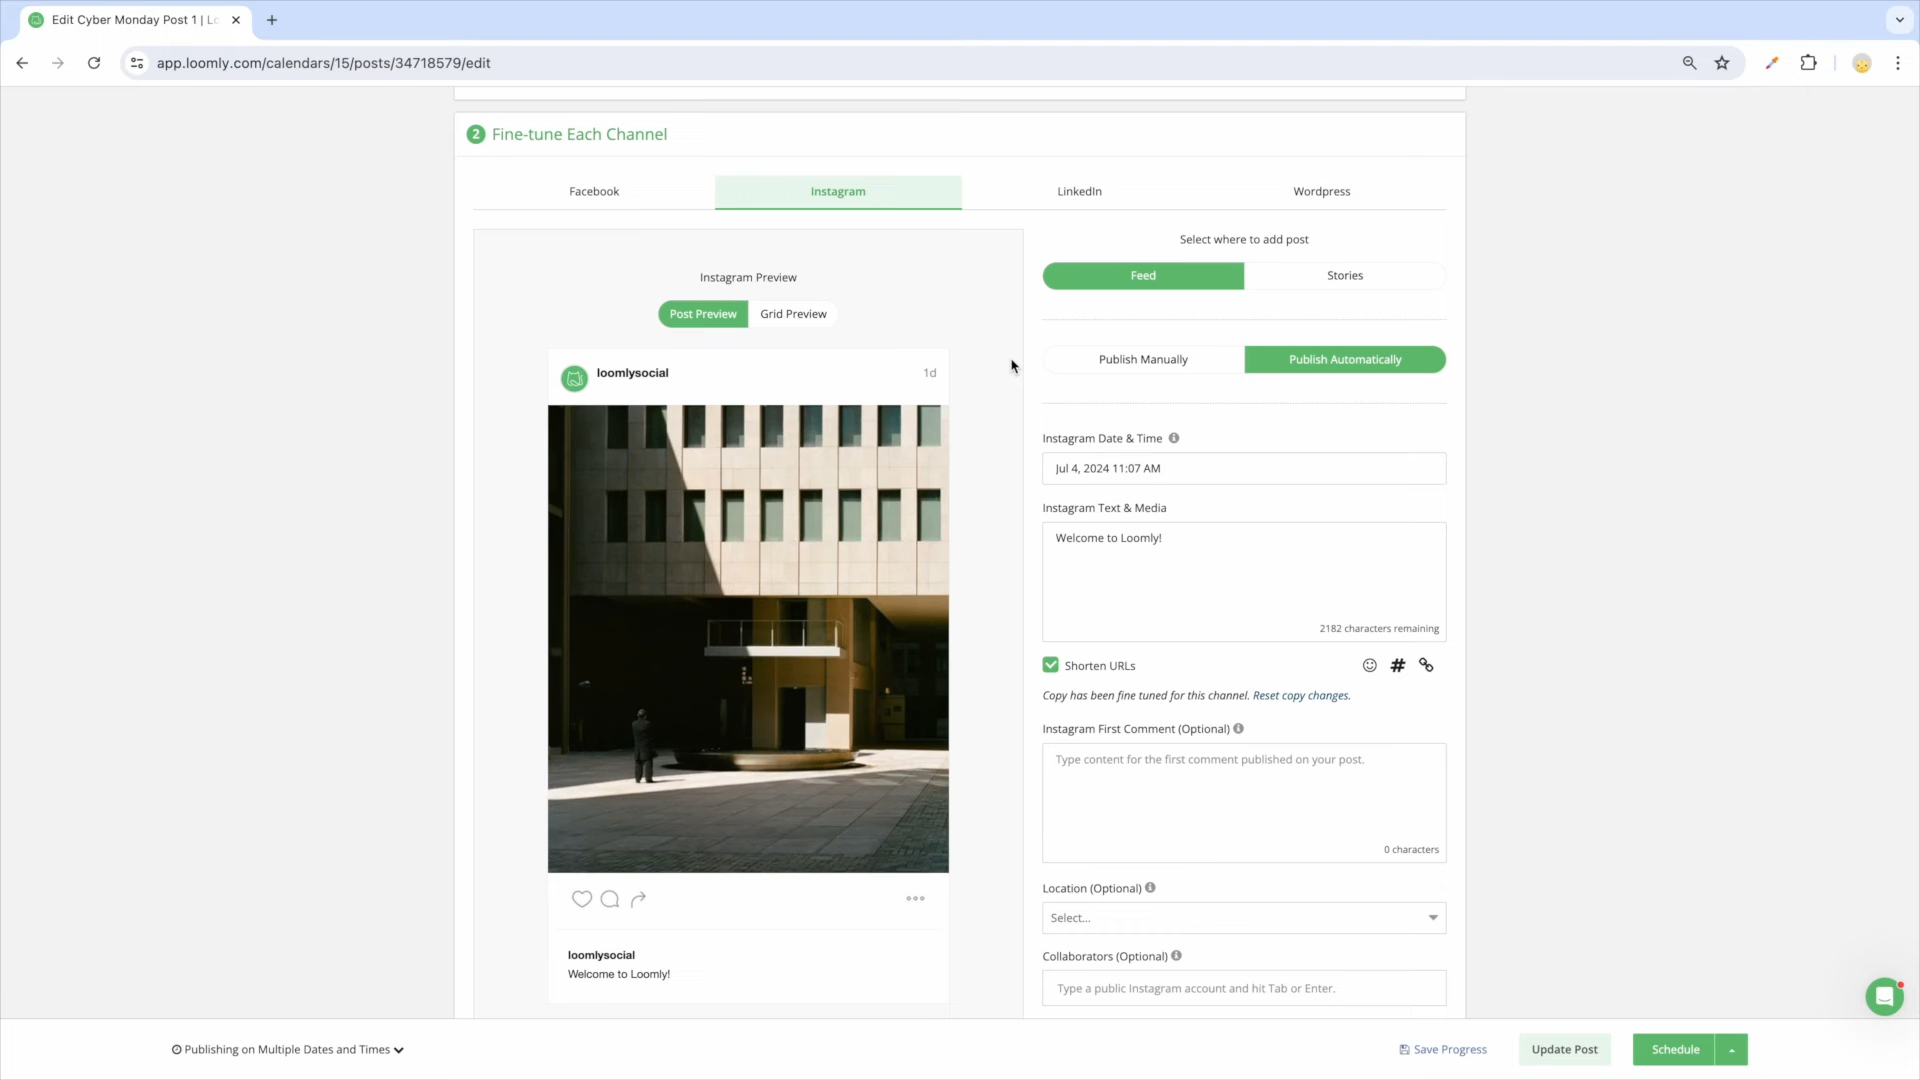 Edit Cyber Monday Post 1 | Lo
app.loomly.com/calendars/15/posts/34718579/edit
2 Fine-tune Each Channel
Facebook
Instagram
LinkedIn
Wordpress
Instagram Preview
Post Preview
Grid Preview
loomlysocial
1d
loomlysocial
Welcome to Loomly!
Select where to add post
Feed
Stories
Publish Manually
Publish Automatically
Instagram Date & Time
Jul 4, 2024 11:07 AM
Instagram Text & Media
Welcome to Loomly!
2182 characters remaining
Shorten URLs
Copy has been fine tuned for this channel. Reset copy changes.
Instagram First Comment (Optional)
Type content for the first comment published on your post.
0 characters
Location (Optional)
Select...
Collaborators (Optional)
Type a public Instagram account and hit Tab or Enter.
Publishing on Multiple Dates and Times
Save Progress
Update Post
Schedule